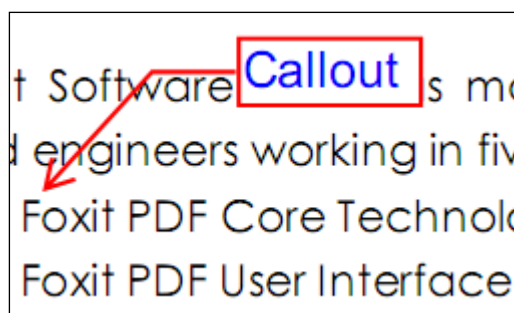 t Software Callout s mo
d engineers working in fiv
Foxit PDF Core Technolo
Foxit PDF User Interface